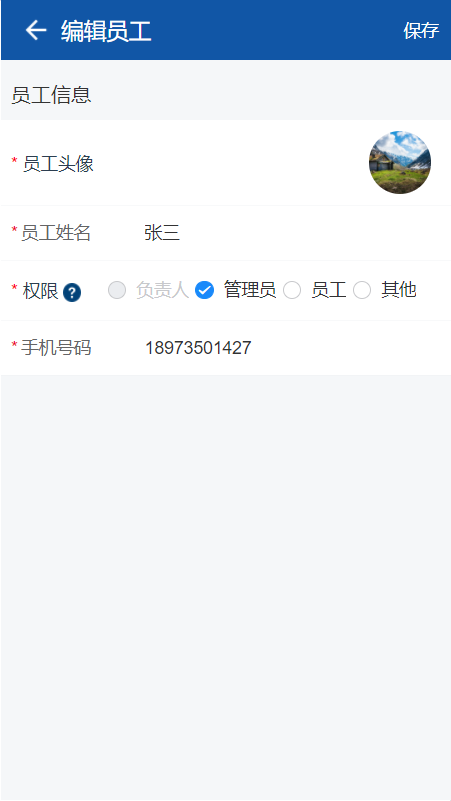 编辑员工 保存
员工信息
* 员工头像
* 员工姓名 张三
* 权限 ? 负责人 管理员 员工 其他
* 手机号码 18973501427